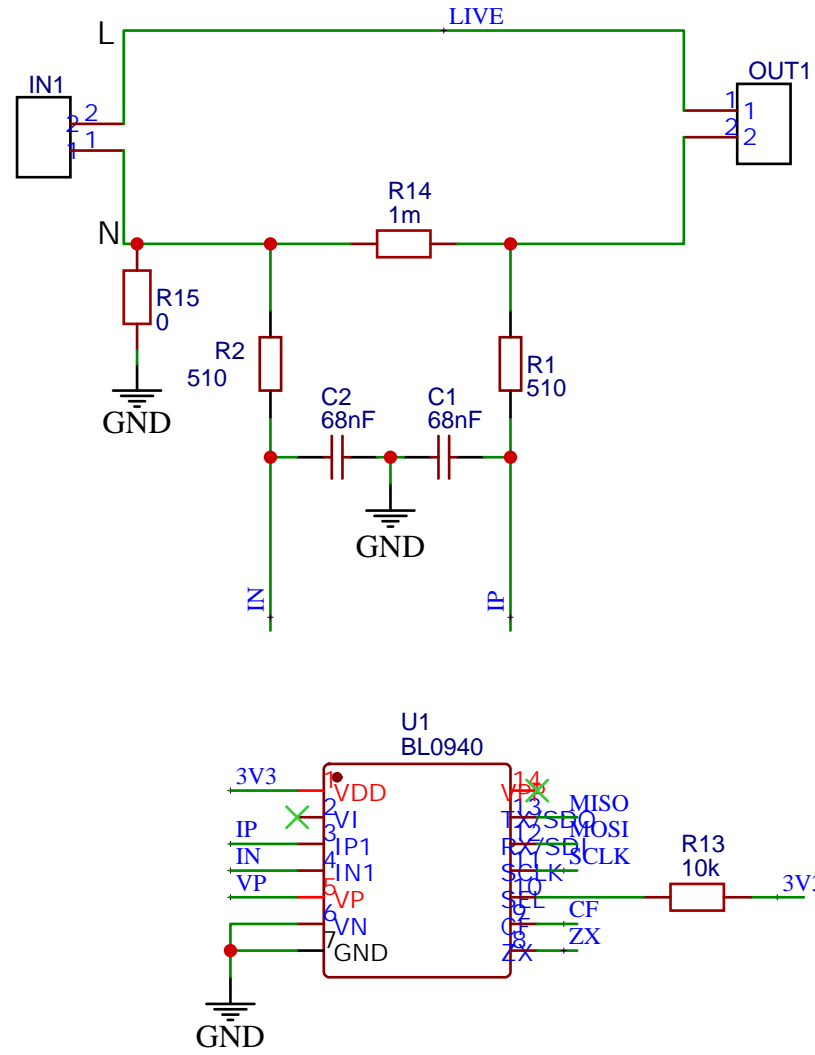 LIVE
L
IN1
OUT1
2
2
1
1
1
1
2
2
R14
1m
N
R15
0
R2
510
R1
510
C2
68nF
C1
68nF
GND
GND
IN
IP
U1
BL0940
3V3
1
VDD
14
2
VI
13
TX/SDO
MISO
IP
3
IP1
12
RX/SDI
MOSI
IN
4
IN1
11
SCLK
SCLK
VP
5
VP
10
SEL
R13
10k
6
VN
9
CF
CF
7
GND
8
ZX
ZX
GND